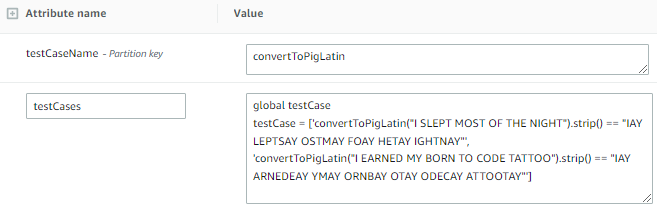 Attribute name Value
testCaseName - Partition key convertToPigLatin
testCases
global testCase
testCase = ['convertToPigLatin("I SLEPT MOST OF THE NIGHT").strip() == "IAY
LEPTSAY OSTMAY FOAY HETAY IGHTNAY"',
'convertToPigLatin("I EARNED MY BORN TO CODE TATTOO").strip() == "IAY
ARNEDEAY YMAY ORNBAY OTAY ODECAY ATTOOTAY"']